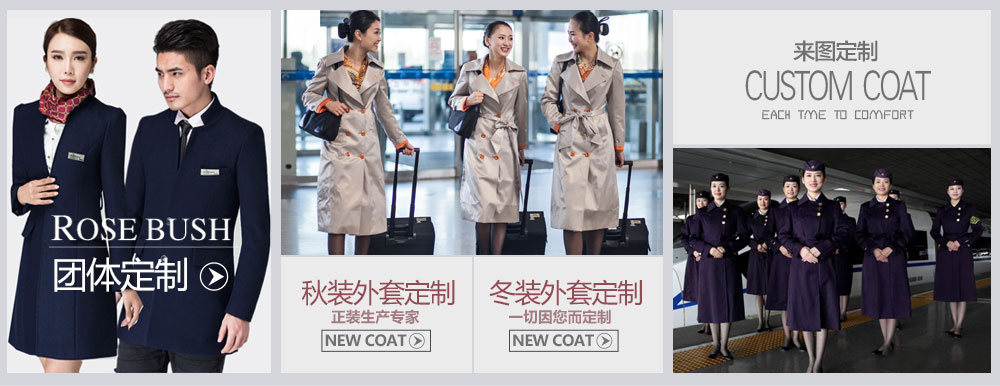 ROSE BUSH
团体定制
秋装外套定制
正装生产专家
NEW COAT
冬装外套定制
一切因您而定制
NEW COAT
来图定制
CUSTOM COAT
EACH TME TO COMFORT